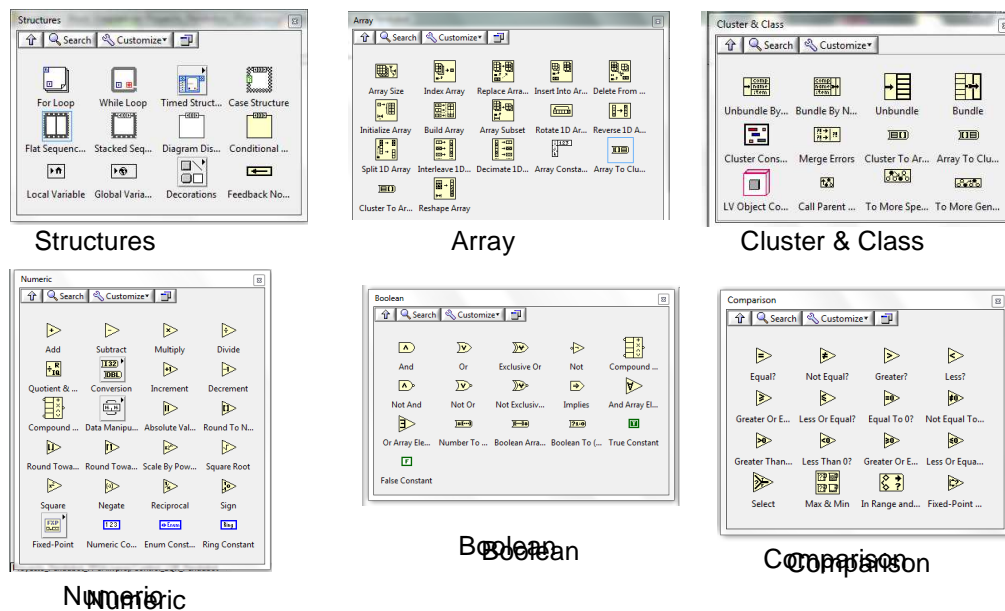 Structures
Search Customize
For Loop While Loop Timed Struct... Case Structure
Flat Sequenc... Stacked Seq... Diagram Dis... Conditional ...
Local Variable Global Varia... Decorations Feedback No...
Structures
Array
Search Customize
Array Size Index Array Replace Arra... Insert Into Ar... Delete From ...
Initialize Array Build Array Array Subset Rotate 1D Arr... Reverse 1D A...
Split 1D Array Interleave 1D... Decimate 1D... Array Consta... Array To Clu...
Cluster To Ar... Reshape Array
Array
Cluster & Class
Search Customize
Unbundle By... Bundle By N... Unbundle Bundle
Cluster Cons... Merge Errors Cluster To Ar... Array To Clu...
LV Object Co... Call Parent ... To More Spe... To More Gen...
Cluster & Class
Numeric
Search Customize
Add Subtract Multiply Divide
Quotient & ... Conversion Increment Decrement
Compound ... Data Manipu... Absolute Val... Round To N...
Round Towa... Round Towa... Scale By Pow... Square Root
Square Negate Reciprocal Sign
Fixed-Point Numeric Co... Enum Const... Ring Constant
Numeric
Numeric
Boolean
Search Customize
And Or Exclusive Or Not Compound ...
Not And Not Or Not Exclusiv... Implies And Array El...
Or Array Ele... Number To ... Boolean Arra... Boolean To (... True Constant
False Constant
Boolean
Boolean
Comparison
Search Customize
Equal? Not Equal? Greater? Less?
Greater Or E... Less Or Equal? Equal To 0? Not Equal To...
Greater Than... Less Than 0? Greater Or E... Less Or Equa...
Select Max & Min In Range and... Fixed-Point ...
Comparison
Comparison